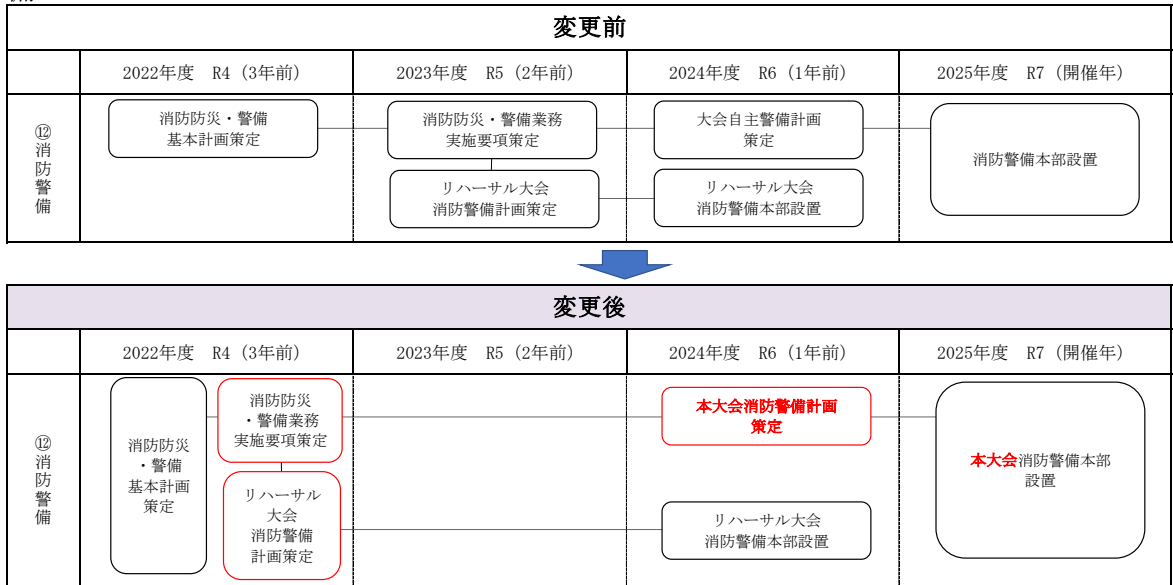 変更前
2022年度 R4（3年前）
2023年度 R5（2年前）
2024年度 R6（1年前）
2025年度 R7（開催年）
⑫消防警備
消防防災・警備
基本計画策定
消防防災・警備業務
実施要項策定
大会自主警備計画
策定
消防警備本部設置
リハーサル大会
消防警備計画策定
リハーサル大会
消防警備本部設置
変更後
2022年度 R4（3年前）
2023年度 R5（2年前）
2024年度 R6（1年前）
2025年度 R7（開催年）
⑫消防警備
消防防災
・警備
基本計画
策定
消防防災
・警備業務
実施要項策定
リハーサル
大会
消防警備
計画策定
本大会消防警備計画
策定
リハーサル大会
消防警備本部設置
本大会消防警備本部
設置